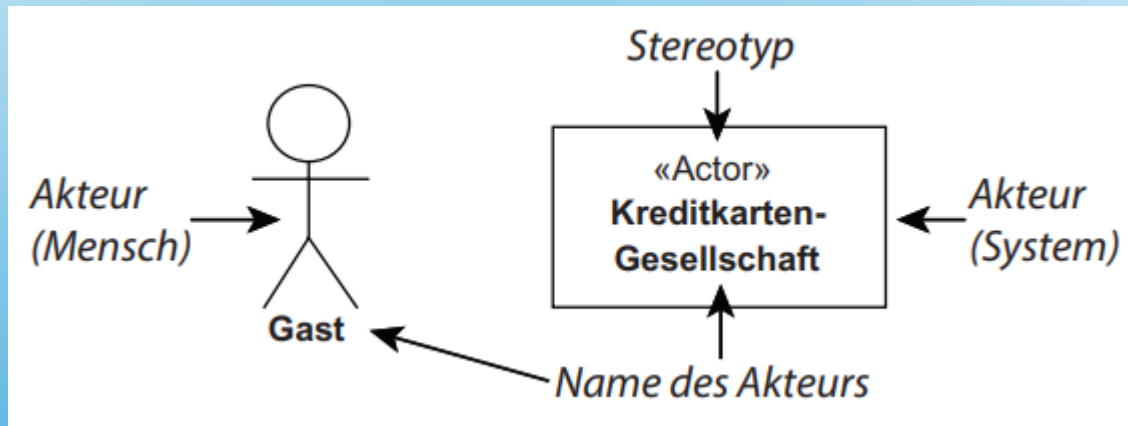 Stereotyp
«Actor»
Kreditkarten-
Gesellschaft
Akteur
(Mensch)
Akteur
(System)
Gast
Name des Akteurs